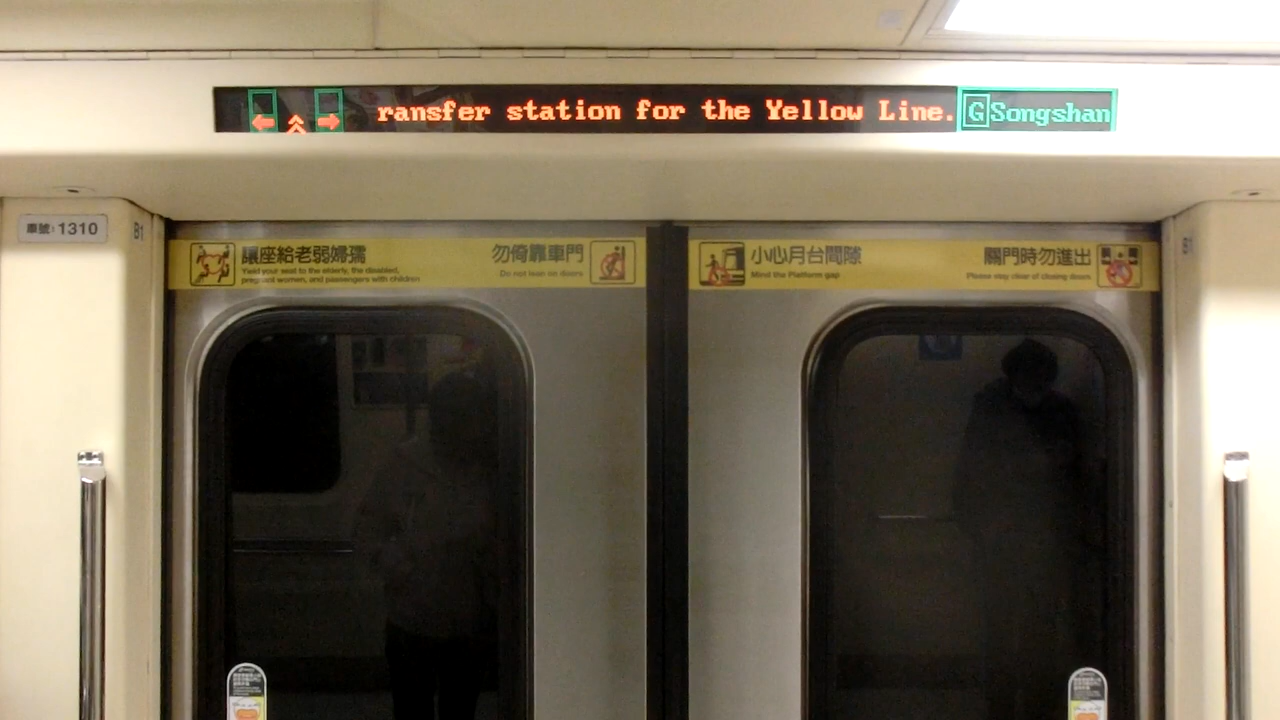 ransfer station for the Yellow Line.
G Songshan
車號: 1310
B1
讓座給老弱婦孺
Yield your seat to the elderly, the disabled,
pregnant women, and passengers with children
勿倚靠車門
Do not lean on doors
小心月台間隙
Mind the Platform gap
關門時勿進出
Please stay clear of closing doors
B1